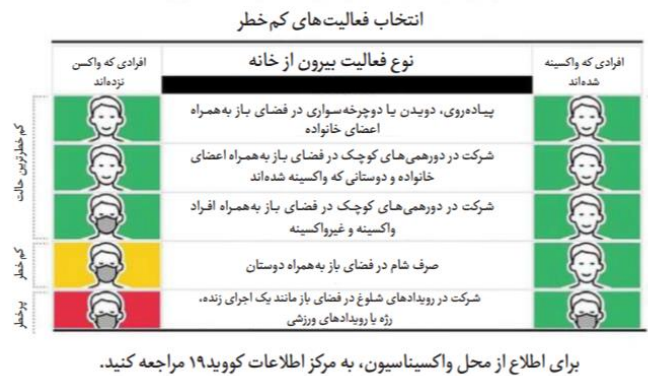 انتخاب فعالیت‌های کم‌خطر
افرادی که واکسینه
شده‌اند
نوع فعالیت بیرون از خانه
افرادی که واکسن
نزده‌اند
کم‌خطرترین حالت
پیاده‌روی، دویدن یا دوچرخه‌سواری در فضای باز به‌همراه
اعضای خانواده
شرکت در دورهمی‌های کوچک در فضای باز به‌همراه اعضای
خانواده و دوستانی که واکسینه شده‌اند
شرکت در دورهمی‌های کوچک در فضای باز به‌همراه افراد
واکسینه و غیرواکسینه
کم خطر
صرف شام در فضای باز به‌همراه دوستان
پرخطر
شرکت در رویدادهای شلوغ در فضای باز مانند یک اجرای زنده،
رژه یا رویدادهای ورزشی
برای اطلاع از محل واکسیناسیون، به مرکز اطلاعات کووید۱۹ مراجعه کنید.